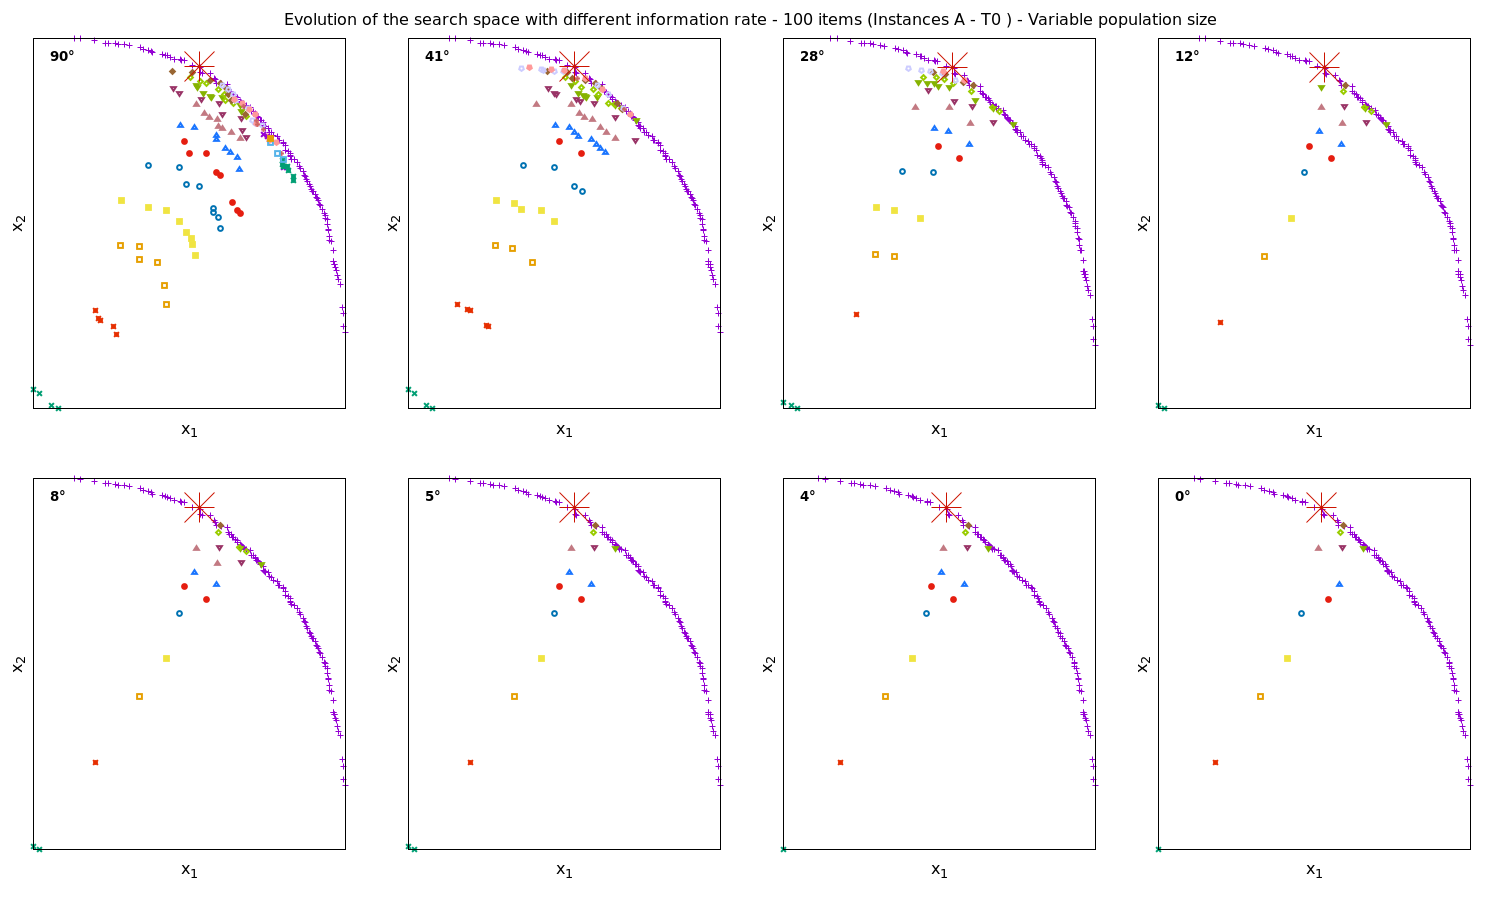 Evolution of the search space with different information rate - 100 items (Instances A - T0 ) - Variable population size
90°
41°
28°
12°
x2
x2
x2
x2
x1
x1
x1
x1
8°
5°
4°
0°
x2
x2
x2
x2
x1
x1
x1
x1